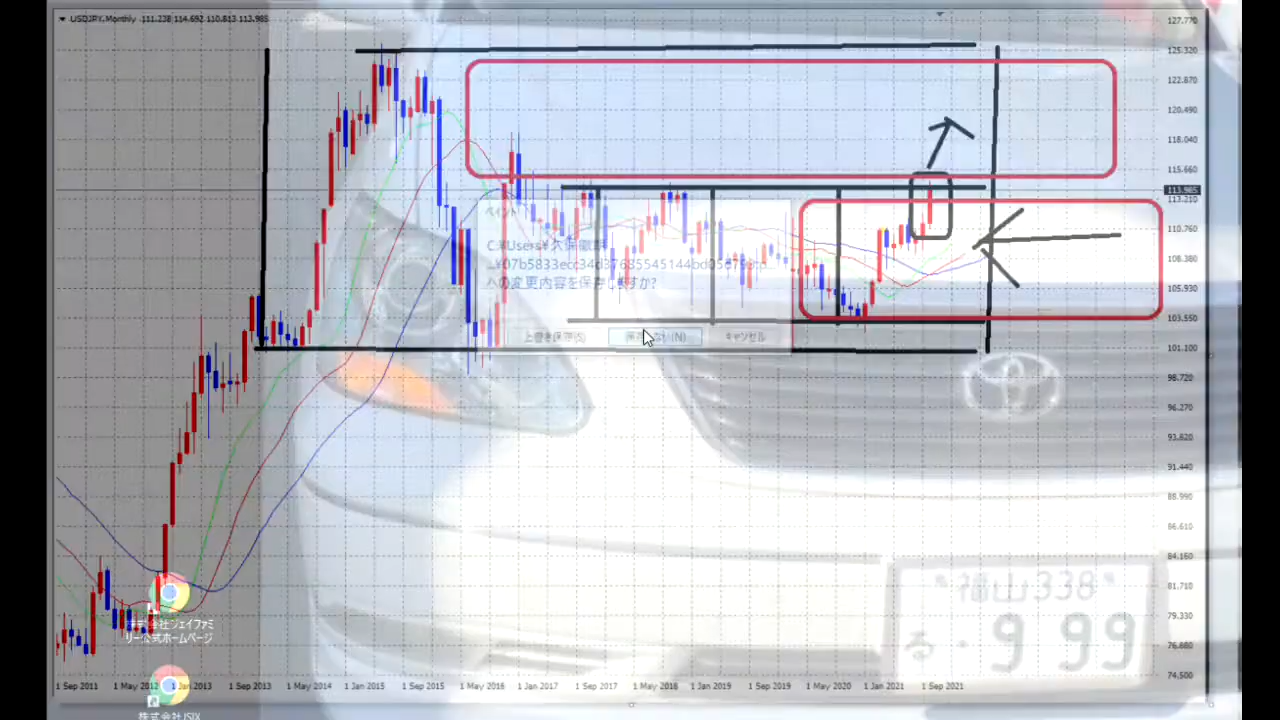 USDJPY,Monthly 111.238 114.692 110.813 113.985
127.770
125.320
122.870
120.490
118.040
115.660
113.985
113.210
110.760
108.380
105.930
103.550
101.100
98.720
96.270
93.820
91.440
88.990
86.610
84.160
81.710
79.330
76.880
74.500
ペイント
の変更内容を保存しますか?
上書き保存(S)
保存しない(N)
キャンセル
福山338
る・999
株式会社ジェイファミ
リー公式ホームページ
1 Sep 2011
1 May 2012
1 Jan 2013
1 Sep 2013
1 May 2014
1 Jan 2015
1 Sep 2015
1 May 2016
1 Jan 2017
1 Sep 2017
1 May 2018
1 Jan 2019
1 Sep 2019
1 May 2020
1 Jan 2021
1 Sep 2021
株式会社JSIX